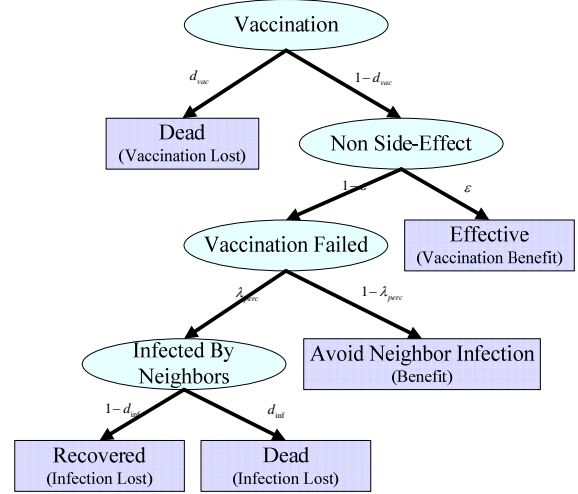 Vaccination
d_vac
1-d_vac
Dead
(Vaccination Lost)
Non Side-Effect
1-ε
ε
Vaccination Failed
Effective
(Vaccination Benefit)
λ_perc
1-λ_perc
Infected By
Neighbors
Avoid Neighbor Infection
(Benefit)
1-d_inf
d_inf
Recovered
(Infection Lost)
Dead
(Infection Lost)